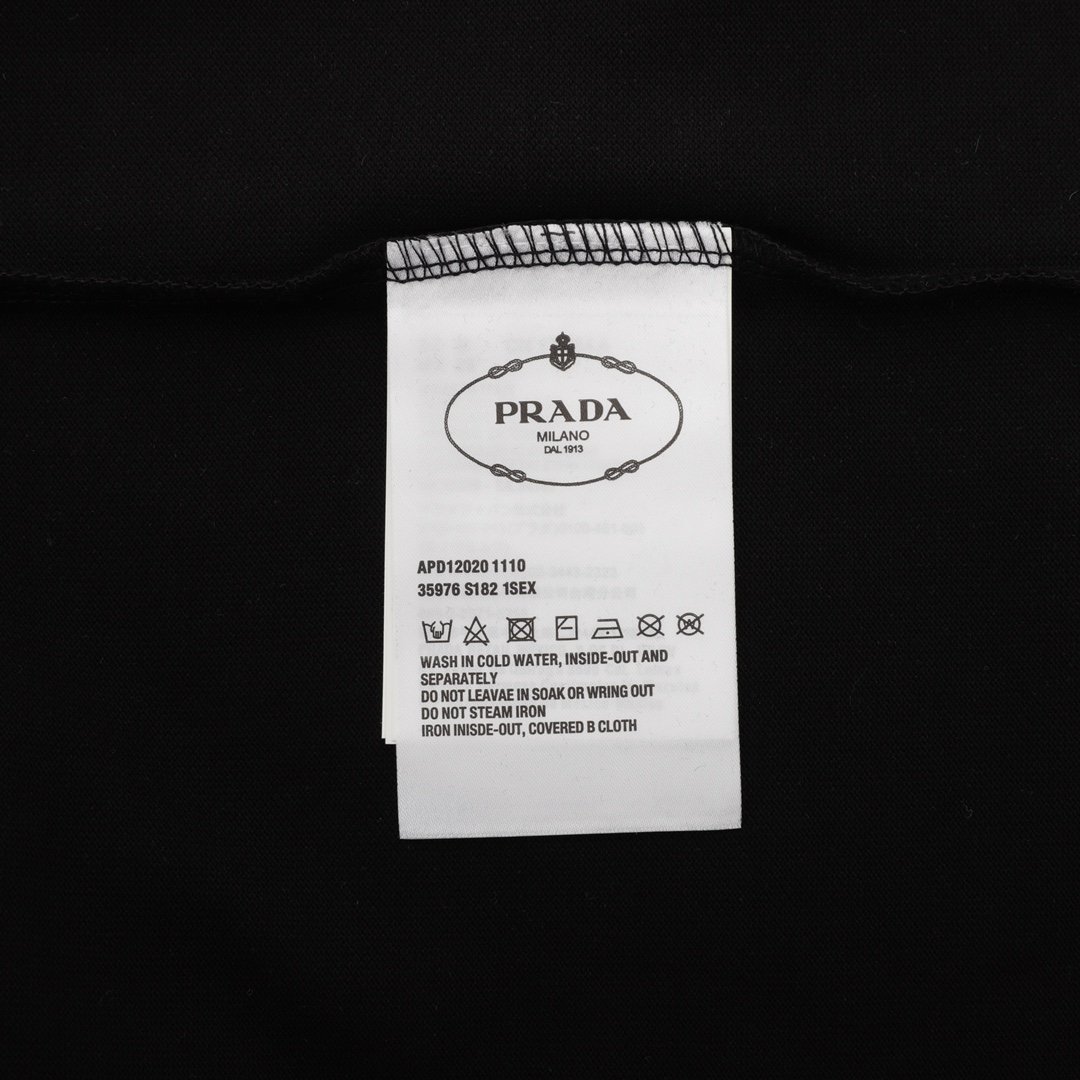 PRADA
MILANO
DAL 1913
APD12020 1110
35976 S182 1SEX
WASH IN COLD WATER, INSIDE-OUT AND
SEPARATELY
DO NOT LEAVAE IN SOAK OR WRING OUT
DO NOT STEAM IRON
IRON INISDE-OUT, COVERED B CLOTH